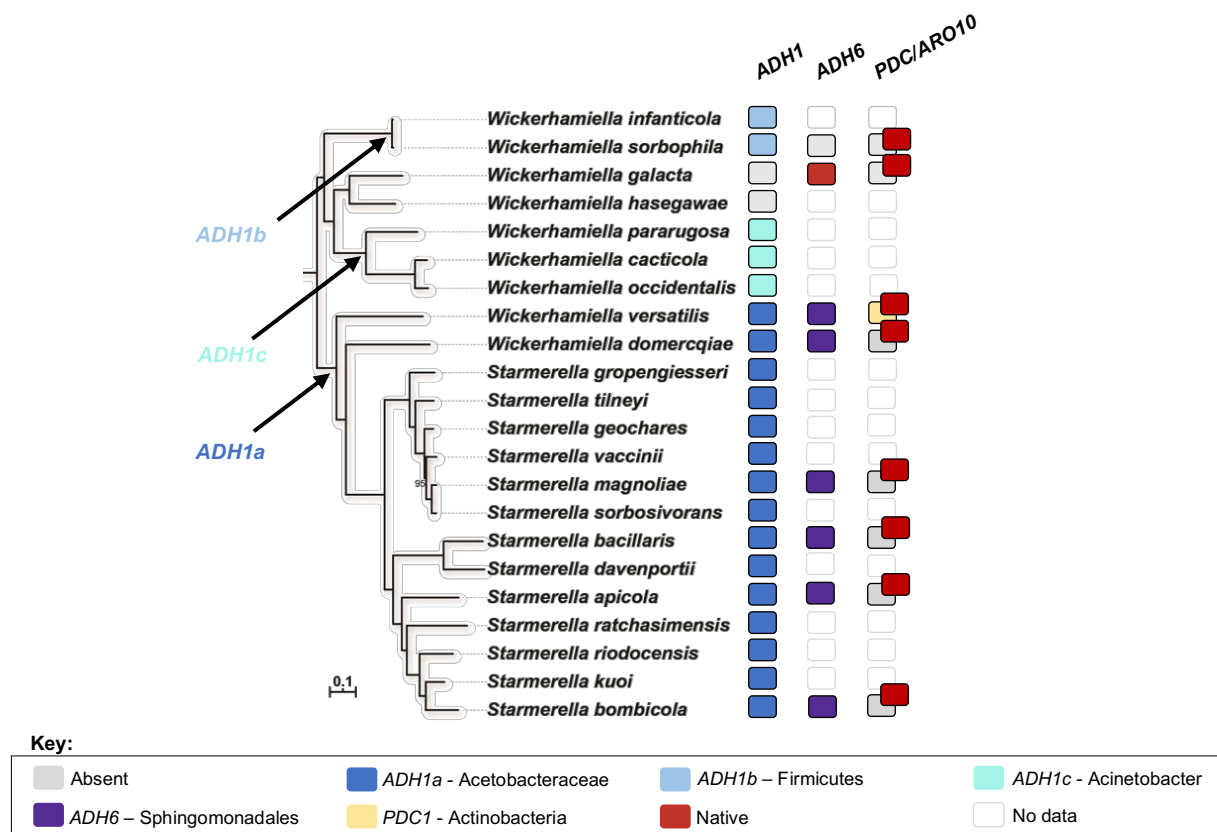 ADH1 ADH6 PDC/ARO10
Wickerhamiella infanticola
Wickerhamiella sorbophila
Wickerhamiella galacta
Wickerhamiella hasegawae
ADH1b
Wickerhamiella pararugosa
Wickerhamiella cacticola
Wickerhamiella occidentalis
Wickerhamiella versatilis
Wickerhamiella domercqiae
ADH1c
Starmerella gropengiesseri
Starmerella tilneyi
Starmerella geochares
ADH1a
Starmerella vaccinii
95
Starmerella magnoliae
Starmerella sorbosivorans
Starmerella bacillaris
Starmerella davenportii
Starmerella apicola
Starmerella ratchasimensis
Starmerella riodocensis
0.1
Starmerella kuoi
Starmerella bombicola
Key:
Absent ADH1a - Acetobacteraceae ADH1b – Firmicutes ADH1c - Acinetobacter
ADH6 – Sphingomonadales PDC1 - Actinobacteria Native No data